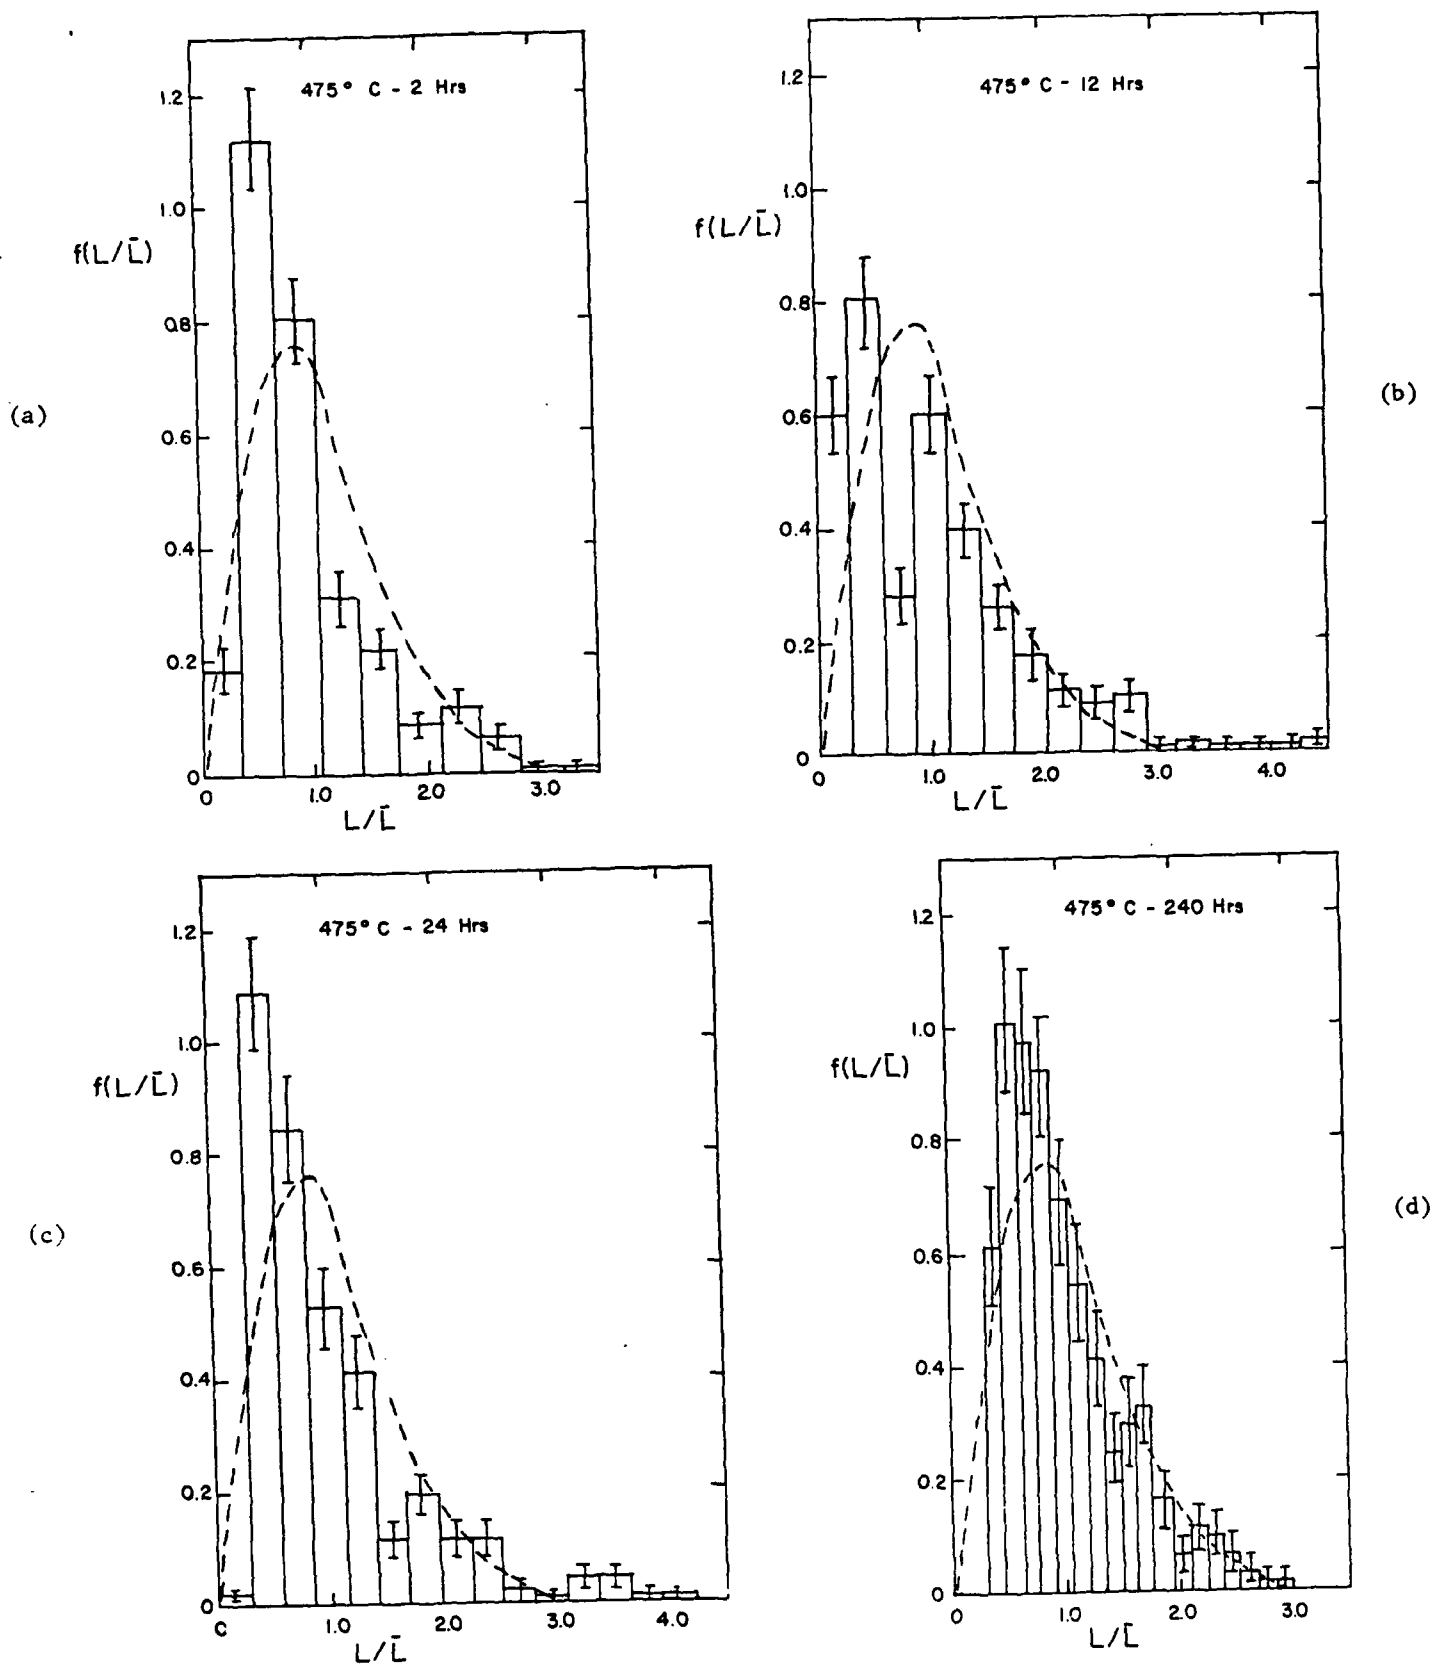 475° C - 2 Hrs
1.2
1.0
f(L/L̄)
0.8
(a)
0.6
0.4
0.2
0
0 1.0 2.0 3.0
L/L̄
475° C - 12 Hrs
1.2
1.0
f(L/L̄)
0.8
(b)
0.6
0.4
0.2
0
0 1.0 2.0 3.0 4.0
L/L̄
475° C - 24 Hrs
1.2
1.0
f(L/L̄)
0.8
(c)
0.6
0.4
0.2
0
0 1.0 2.0 3.0 4.0
L/L̄
475° C - 240 Hrs
1.2
1.0
f(L/L̄)
0.8
(d)
0.6
0.4
0.2
0
0 1.0 2.0 3.0
L/L̄